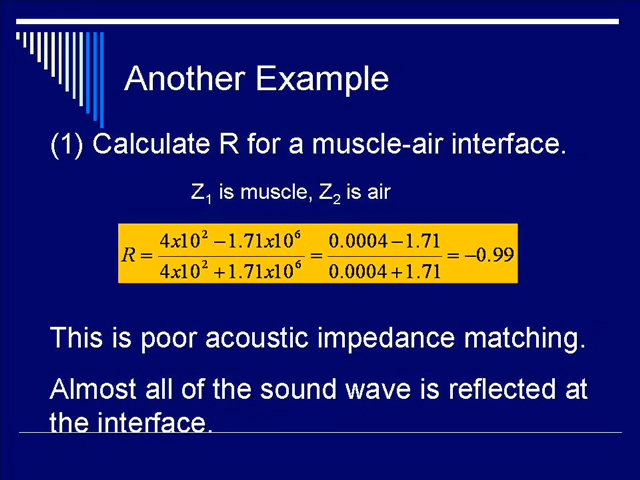 Another Example
(1) Calculate R for a muscle-air interface.
Z₁ is muscle, Z₂ is air
R = (4x10² − 1.71x10⁶)/(4x10² + 1.71x10⁶) = (0.0004 − 1.71)/(0.0004 + 1.71) = −0.99
This is poor acoustic impedance matching.
Almost all of the sound wave is reflected at
the interface.